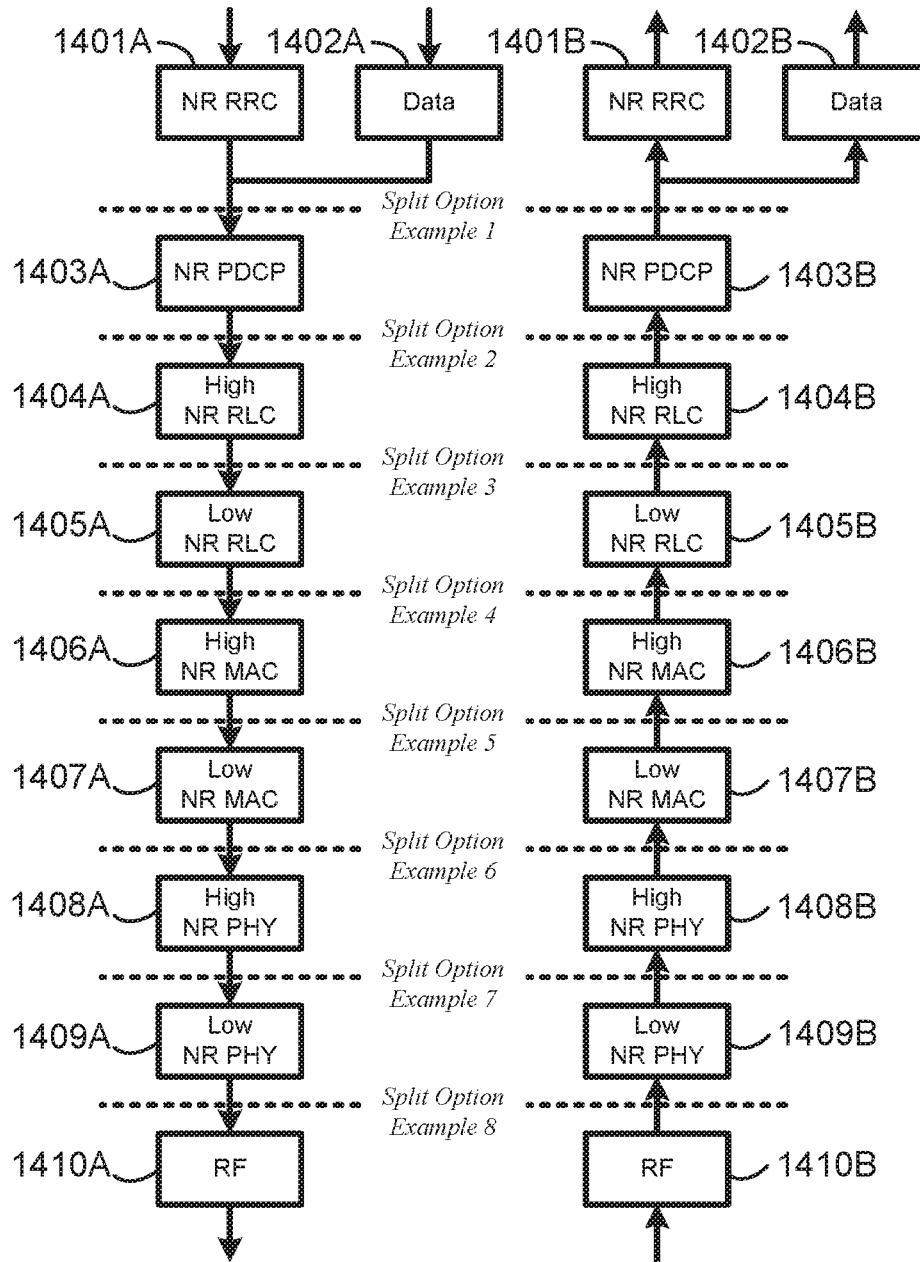 1401A 1402A 1401B 1402B
NR RRC Data NR RRC Data
Split Option
Example 1
1403A NR PDCP NR PDCP 1403B
Split Option
Example 2
1404A High NR RLC High NR RLC 1404B
Split Option
Example 3
1405A Low NR RLC Low NR RLC 1405B
Split Option
Example 4
1406A High NR MAC High NR MAC 1406B
Split Option
Example 5
1407A Low NR MAC Low NR MAC 1407B
Split Option
Example 6
1408A High NR PHY High NR PHY 1408B
Split Option
Example 7
1409A Low NR PHY Low NR PHY 1409B
Split Option
Example 8
1410A RF RF 1410B